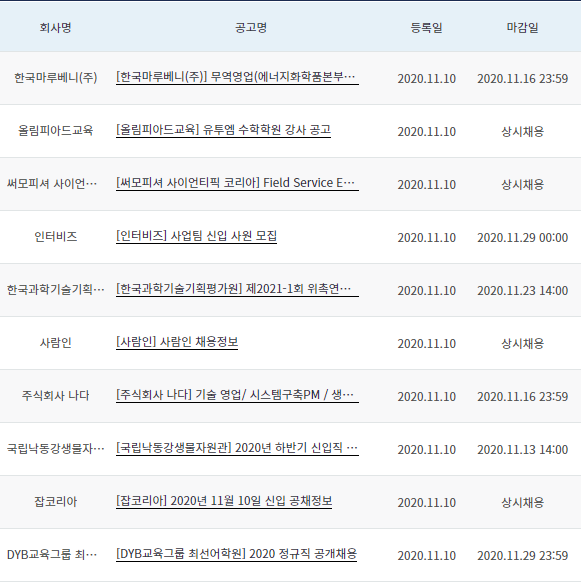 회사명 공고명 등록일 마감일
한국마루베니(주) [한국마루베니(주)] 무역영업(에너지화학품본부… 2020.11.10 2020.11.16 23:59
올림피아드교육 [올림피아드교육] 유투엠 수학학원 강사 공고 2020.11.10 상시채용
써모피셔 사이언… [써모피셔 사이언티픽 코리아] Field Service E… 2020.11.10 상시채용
인터비즈 [인터비즈] 사업팀 신입 사원 모집 2020.11.10 2020.11.29 00:00
한국과학기술기획… [한국과학기술기획평가원] 제2021-1회 위촉연… 2020.11.10 2020.11.23 14:00
사람인 [사람인] 사람인 채용정보 2020.11.10 상시채용
주식회사 나다 [주식회사 나다] 기술 영업/ 시스템구축PM / 생… 2020.11.10 2020.11.16 23:59
국립낙동강생물자… [국립낙동강생물자원관] 2020년 하반기 신입직 … 2020.11.10 2020.11.13 14:00
잡코리아 [잡코리아] 2020년 11월 10일 신입 공채정보 2020.11.10 상시채용
DYB교육그룹 최… [DYB교육그룹 최선어학원] 2020 정규직 공개채용 2020.11.10 2020.11.29 23:59